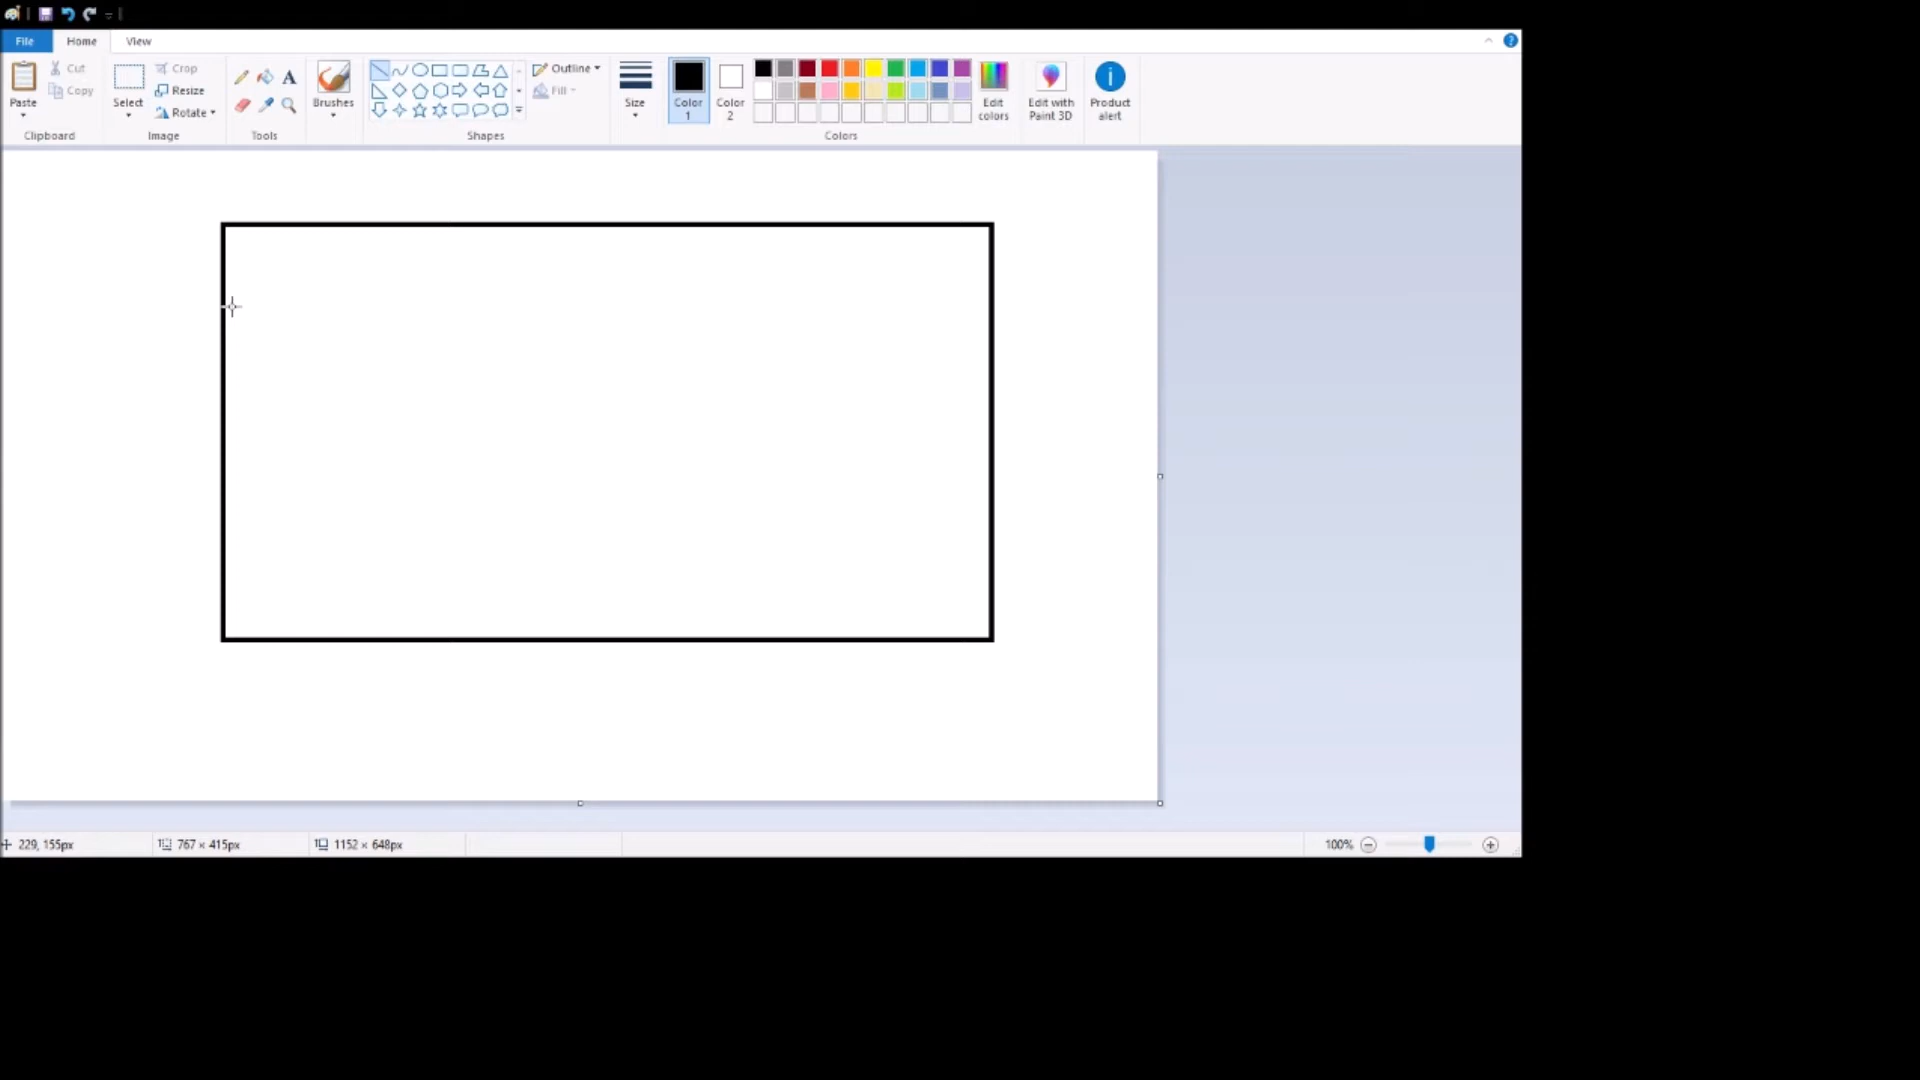 File Home View
Cut Crop Outline
Copy Resize Fill
Paste Select Rotate Brushes Size Color 1 Color 2 Edit colors Edit with Paint 3D Product alert
Clipboard Image Tools Shapes Colors
A
229, 155px 767 × 415px 1152 × 648px 100%